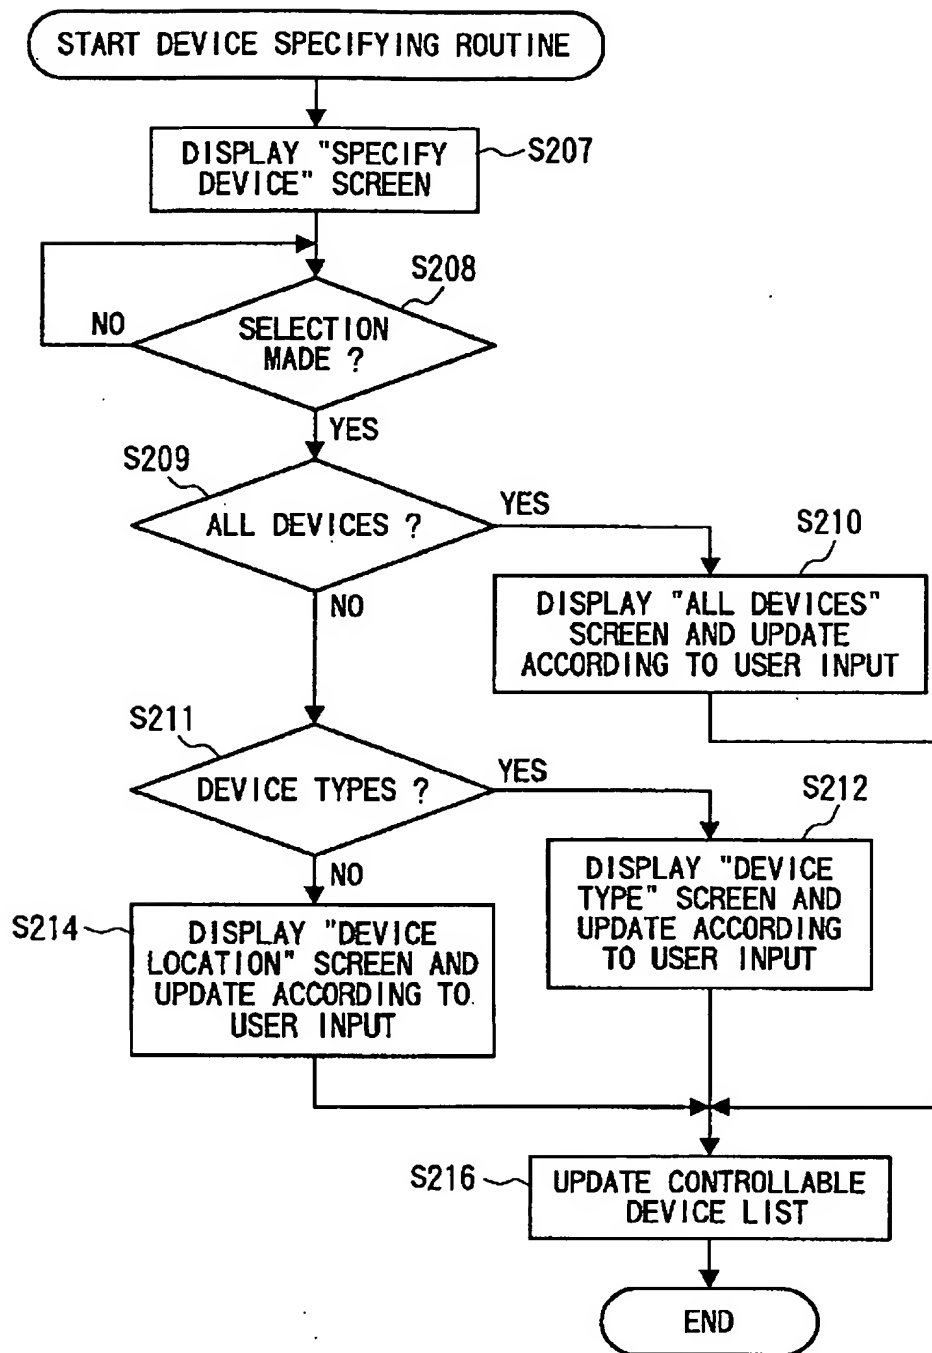 START DEVICE SPECIFYING ROUTINE
DISPLAY "SPECIFY
DEVICE" SCREEN
S207
S208
SELECTION
MADE ?
NO
YES
S209
ALL DEVICES ?
YES
NO
S210
DISPLAY "ALL DEVICES"
SCREEN AND UPDATE
ACCORDING TO USER INPUT
S211
DEVICE TYPES ?
YES
NO
S212
DISPLAY "DEVICE
TYPE" SCREEN AND
UPDATE ACCORDING
TO USER INPUT
S214
DISPLAY "DEVICE
LOCATION" SCREEN AND
UPDATE ACCORDING TO
USER INPUT
S216
UPDATE CONTROLLABLE
DEVICE LIST
END